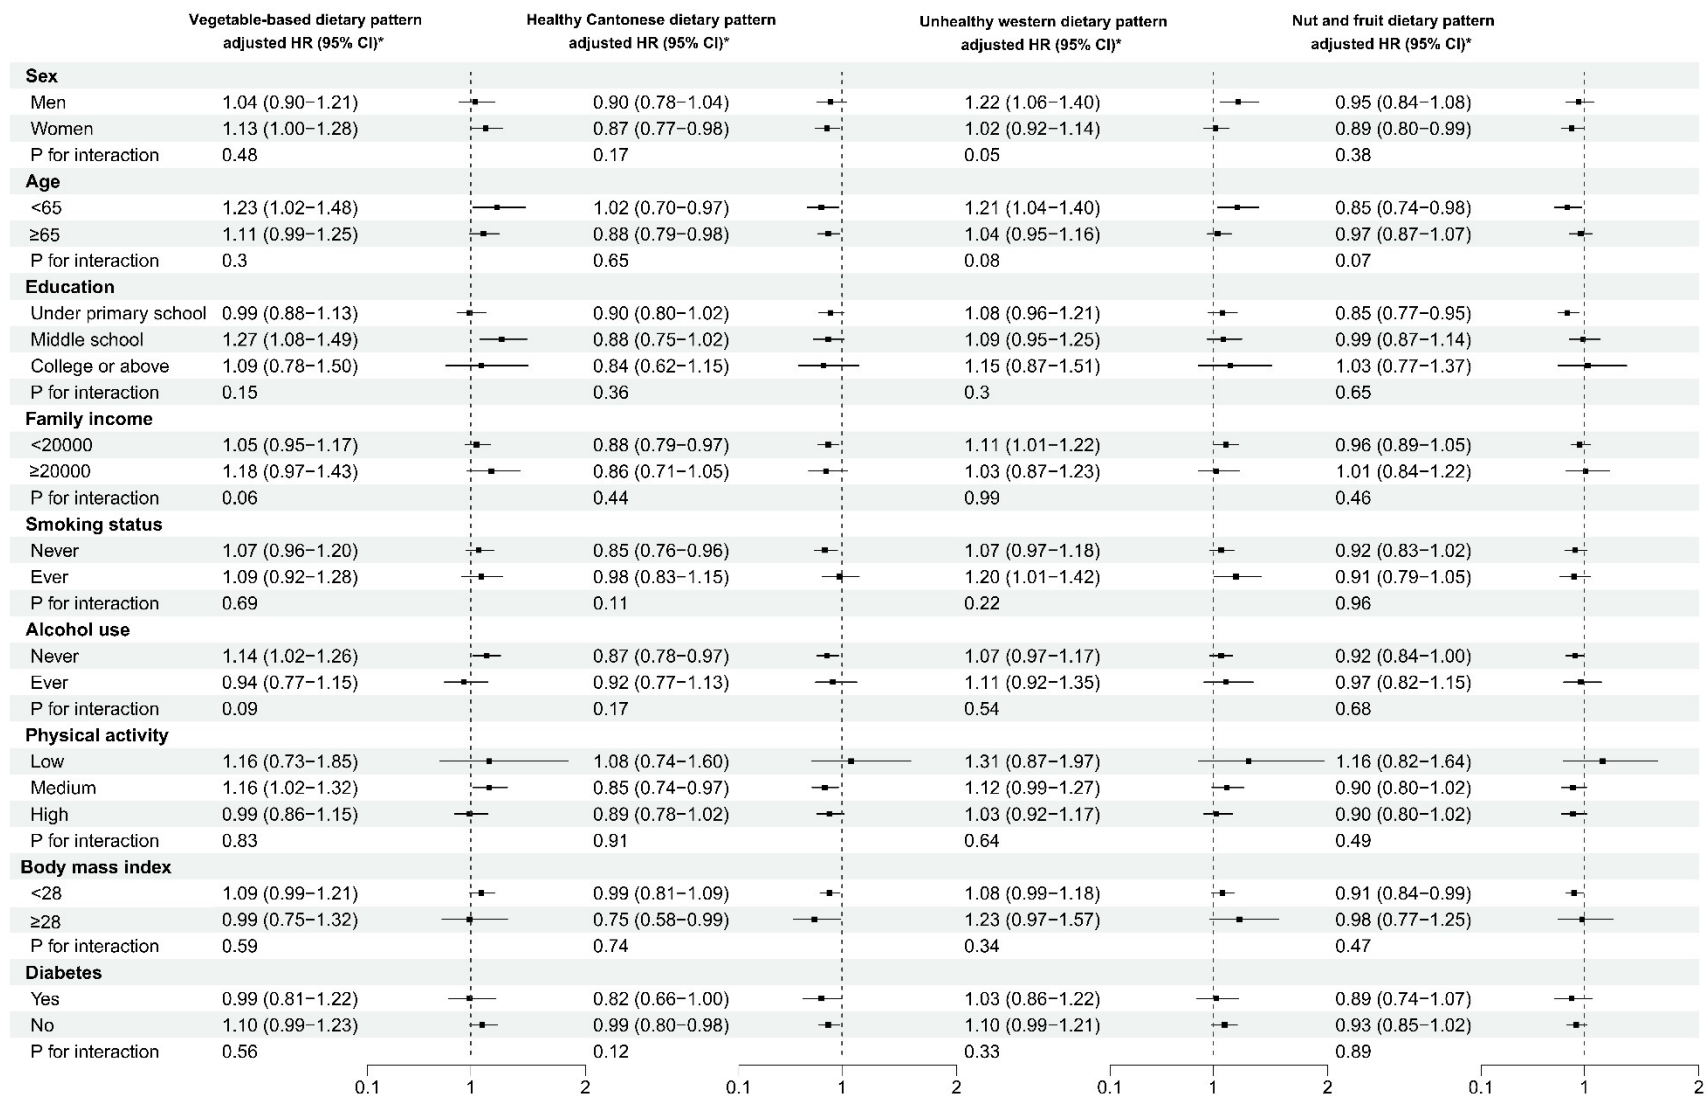 Vegetable-based dietary pattern Healthy Cantonese dietary pattern Unhealthy western dietary pattern Nut and fruit dietary pattern
adjusted HR (95% CI)* adjusted HR (95% CI)* adjusted HR (95% CI)* adjusted HR (95% CI)*
Sex
Men 1.04 (0.90−1.21) 0.90 (0.78−1.04) 1.22 (1.06−1.40) 0.95 (0.84−1.08)
Women 1.13 (1.00−1.28) 0.87 (0.77−0.98) 1.02 (0.92−1.14) 0.89 (0.80−0.99)
P for interaction 0.48 0.17 0.05 0.38
Age
<65 1.23 (1.02−1.48) 1.02 (0.70−0.97) 1.21 (1.04−1.40) 0.85 (0.74−0.98)
≥65 1.11 (0.99−1.25) 0.88 (0.79−0.98) 1.04 (0.95−1.16) 0.97 (0.87−1.07)
P for interaction 0.3 0.65 0.08 0.07
Education
Under primary school 0.99 (0.88−1.13) 0.90 (0.80−1.02) 1.08 (0.96−1.21) 0.85 (0.77−0.95)
Middle school 1.27 (1.08−1.49) 0.88 (0.75−1.02) 1.09 (0.95−1.25) 0.99 (0.87−1.14)
College or above 1.09 (0.78−1.50) 0.84 (0.62−1.15) 1.15 (0.87−1.51) 1.03 (0.77−1.37)
P for interaction 0.15 0.36 0.3 0.65
Family income
<20000 1.05 (0.95−1.17) 0.88 (0.79−0.97) 1.11 (1.01−1.22) 0.96 (0.89−1.05)
≥20000 1.18 (0.97−1.43) 0.86 (0.71−1.05) 1.03 (0.87−1.23) 1.01 (0.84−1.22)
P for interaction 0.06 0.44 0.99 0.46
Smoking status
Never 1.07 (0.96−1.20) 0.85 (0.76−0.96) 1.07 (0.97−1.18) 0.92 (0.83−1.02)
Ever 1.09 (0.92−1.28) 0.98 (0.83−1.15) 1.20 (1.01−1.42) 0.91 (0.79−1.05)
P for interaction 0.69 0.11 0.22 0.96
Alcohol use
Never 1.14 (1.02−1.26) 0.87 (0.78−0.97) 1.07 (0.97−1.17) 0.92 (0.84−1.00)
Ever 0.94 (0.77−1.15) 0.92 (0.77−1.13) 1.11 (0.92−1.35) 0.97 (0.82−1.15)
P for interaction 0.09 0.17 0.54 0.68
Physical activity
Low 1.16 (0.73−1.85) 1.08 (0.74−1.60) 1.31 (0.87−1.97) 1.16 (0.82−1.64)
Medium 1.16 (1.02−1.32) 0.85 (0.74−0.97) 1.12 (0.99−1.27) 0.90 (0.80−1.02)
High 0.99 (0.86−1.15) 0.89 (0.78−1.02) 1.03 (0.92−1.17) 0.90 (0.80−1.02)
P for interaction 0.83 0.91 0.64 0.49
Body mass index
<28 1.09 (0.99−1.21) 0.99 (0.81−1.09) 1.08 (0.99−1.18) 0.91 (0.84−0.99)
≥28 0.99 (0.75−1.32) 0.75 (0.58−0.99) 1.23 (0.97−1.57) 0.98 (0.77−1.25)
P for interaction 0.59 0.74 0.34 0.47
Diabetes
Yes 0.99 (0.81−1.22) 0.82 (0.66−1.00) 1.03 (0.86−1.22) 0.89 (0.74−1.07)
No 1.10 (0.99−1.23) 0.99 (0.80−0.98) 1.10 (0.99−1.21) 0.93 (0.85−1.02)
P for interaction 0.56 0.12 0.33 0.89
0.1 1 2 0.1 1 2 0.1 1 2 0.1 1 2